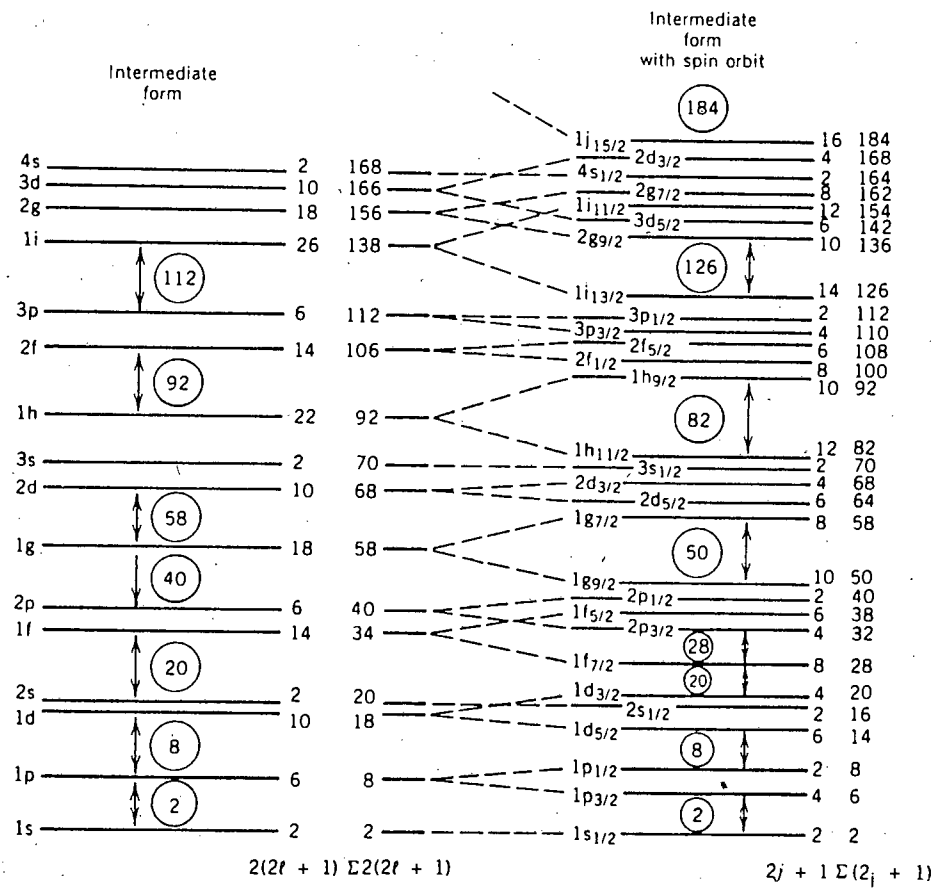 Intermediate
form
with spin orbit
Intermediate
form
184
1j15/2 16 184
4s 2 168 2d3/2 4 168
3d 10 166 4s1/2 2 164
2g 18 156 2g7/2 8 162
1i11/2 12 154
3d5/2 6 142
1i 26 138 2g9/2 10 136
112 126
1i13/2 14 126
3p 6 112 3p1/2 2 112
3p3/2 4 110
2f 14 106 2f5/2 6 108
2f1/2 8 100
1h9/2 10 92
92
1h 22 92 82
1h11/2 12 82
3s 2 70 3s1/2 2 70
2d 10 68 2d3/2 4 68
2d5/2 6 64
58 1g7/2 8 58
1g 18 58 50
40 1g9/2 10 50
2p 6 40 2p1/2 2 40
1f5/2 6 38
1f 14 34 2p3/2 4 32
28
20 1f7/2 8 28
20
2s 2 20 1d3/2 4 20
1d 10 18 2s1/2 2 16
1d5/2 6 14
8 8
1p 6 8 1p1/2 2 8
1p3/2 4 6
2 2
1s 2 2 1s1/2 2 2
2(2ℓ + 1) Σ2(2ℓ + 1) 2j + 1 Σ(2j + 1)